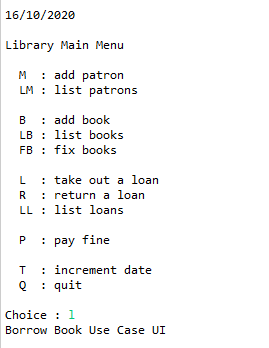 16/10/2020
Library Main Menu
M : add patron
LM : list patrons
B : add book
LB : list books
FB : fix books
L : take out a loan
R : return a loan
LL : list loans
P : pay fine
T : increment date
Q : quit
Choice : l
Borrow Book Use Case UI